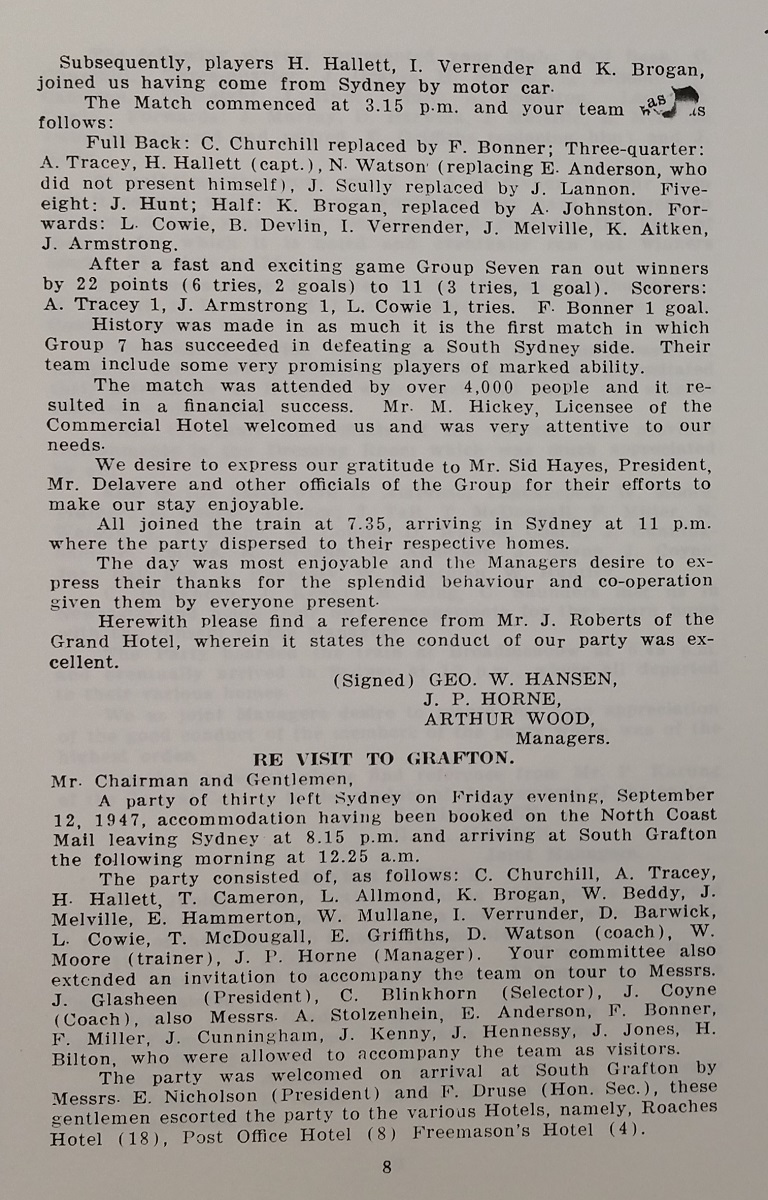 Subsequently, players H. Hallett, I. Verrender and K. Brogan,
joined us having come from Sydney by motor car.
The Match commenced at 3.15 p.m. and your team was as
follows:
Full Back: C. Churchill replaced by F. Bonner; Three-quarter:
A. Tracey, H. Hallett (capt.), N. Watson (replacing E. Anderson, who
did not present himself), J. Scully replaced by J. Lannon. Five-
eight: J. Hunt; Half: K. Brogan, replaced by A. Johnston. For-
wards: L. Cowie, B. Devlin, I. Verrender, J. Melville, K. Aitken,
J. Armstrong.
After a fast and exciting game Group Seven ran out winners
by 22 points (6 tries, 2 goals) to 11 (3 tries, 1 goal). Scorers:
A. Tracey 1, J. Armstrong 1, L. Cowie 1, tries. F. Bonner 1 goal.
History was made in as much it is the first match in which
Group 7 has succeeded in defeating a South Sydney side. Their
team include some very promising players of marked ability.
The match was attended by over 4,000 people and it re-
sulted in a financial success. Mr. M. Hickey, Licensee of the
Commercial Hotel welcomed us and was very attentive to our
needs.
We desire to express our gratitude to Mr. Sid Hayes, President,
Mr. Delavere and other officials of the Group for their efforts to
make our stay enjoyable.
All joined the train at 7.35, arriving in Sydney at 11 p.m.
where the party dispersed to their respective homes.
The day was most enjoyable and the Managers desire to ex-
press their thanks for the splendid behaviour and co-operation
given them by everyone present.
Herewith please find a reference from Mr. J. Roberts of the
Grand Hotel, wherein it states the conduct of our party was ex-
cellent.
(Signed) GEO. W. HANSEN,
J. P. HORNE,
ARTHUR WOOD,
Managers.
RE VISIT TO GRAFTON.
Mr. Chairman and Gentlemen,
A party of thirty left Sydney on Friday evening, September
12, 1947, accommodation having been booked on the North Coast
Mail leaving Sydney at 8.15 p.m. and arriving at South Grafton
the following morning at 12.25 a.m.
The party consisted of, as follows: C. Churchill, A. Tracey,
H. Hallett, T. Cameron, L. Allmond, K. Brogan, W. Beddy, J.
Melville, E. Hammerton, W. Mullane, I. Verrunder, D. Barwick,
L. Cowie, T. McDougall, E. Griffiths, D. Watson (coach), W.
Moore (trainer), J. P. Horne (Manager). Your committee also
extended an invitation to accompany the team on tour to Messrs.
J. Glasheen (President), C. Blinkhorn (Selector), J. Coyne
(Coach), also Messrs. A. Stolzenhein, E. Anderson, F. Bonner,
F. Miller, J. Cunningham, J. Kenny, J. Hennessy, J. Jones, H.
Bilton, who were allowed to accompany the team as visitors.
The party was welcomed on arrival at South Grafton by
Messrs. E. Nicholson (President) and F. Druse (Hon. Sec.), these
gentlemen escorted the party to the various Hotels, namely, Roaches
Hotel (18), Post Office Hotel (8) Freemason's Hotel (4).
8